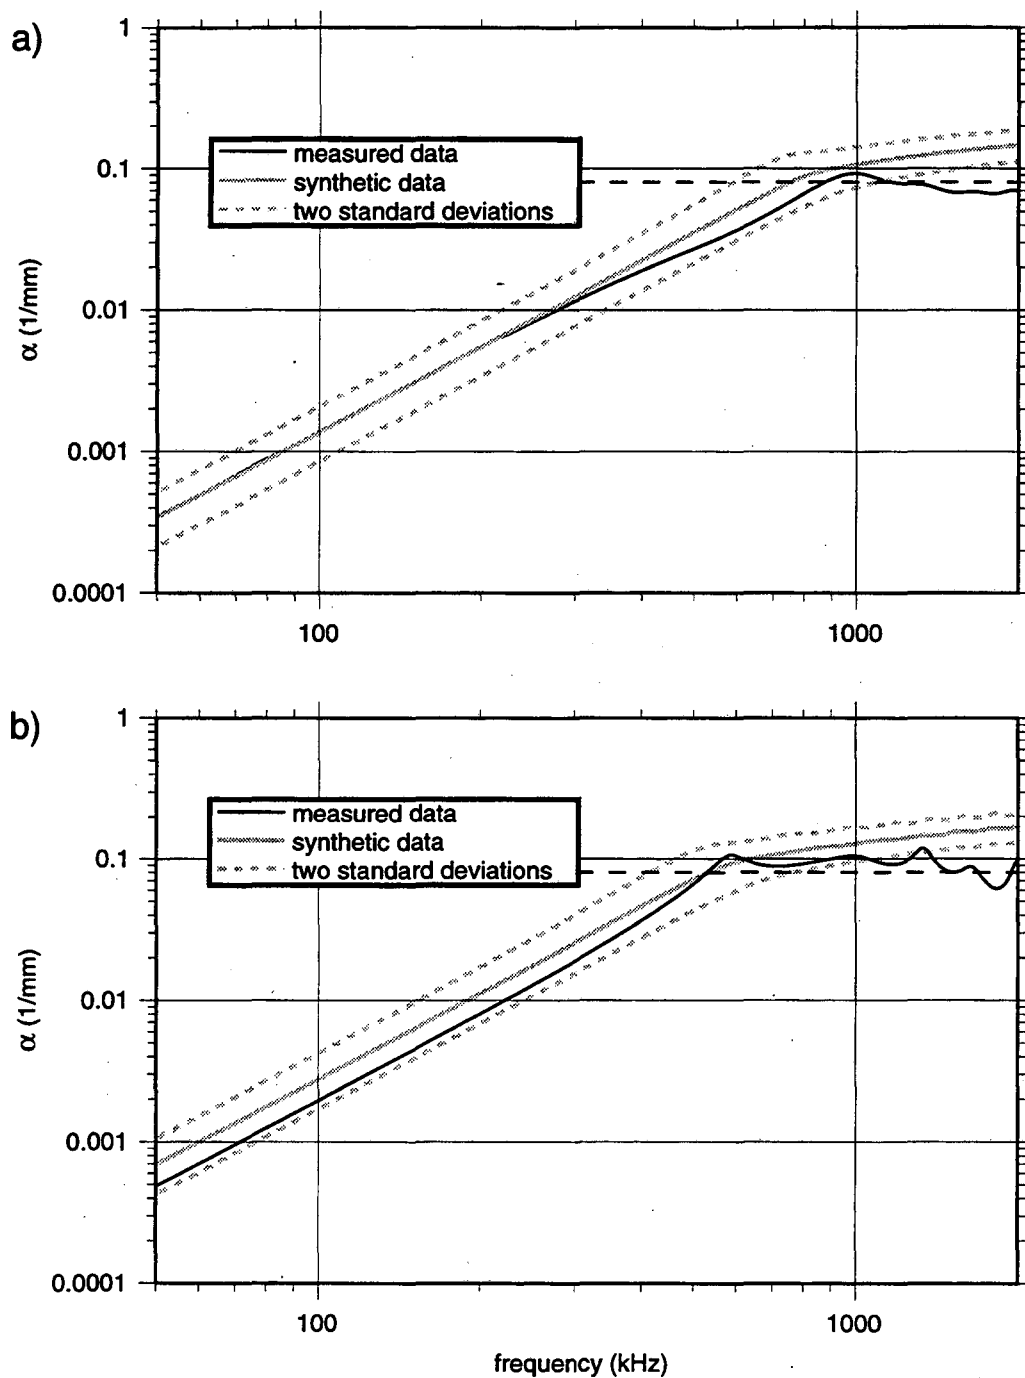 a)
1
0.1
0.01
0.001
0.0001
α (1/mm)
measured data
synthetic data
two standard deviations
100
1000
b)
1
0.1
0.01
0.001
0.0001
α (1/mm)
measured data
synthetic data
two standard deviations
100
1000
frequency (kHz)